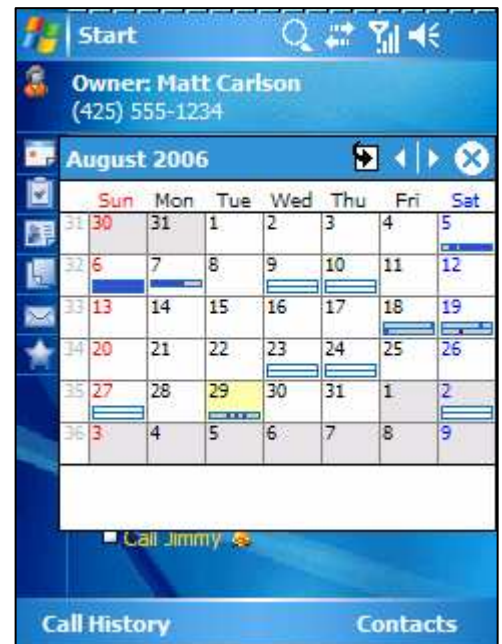 Start
Owner: Matt Carlson
(425) 555-1234
August 2006
Sun Mon Tue Wed Thu Fri Sat
31 30 31 1 2 3 4 5
32 6 7 8 9 10 11 12
33 13 14 15 16 17 18 19
34 20 21 22 23 24 25 26
35 27 28 29 30 31 1 2
36 3 4 5 6 7 8 9
Call Jimmy
Call History Contacts